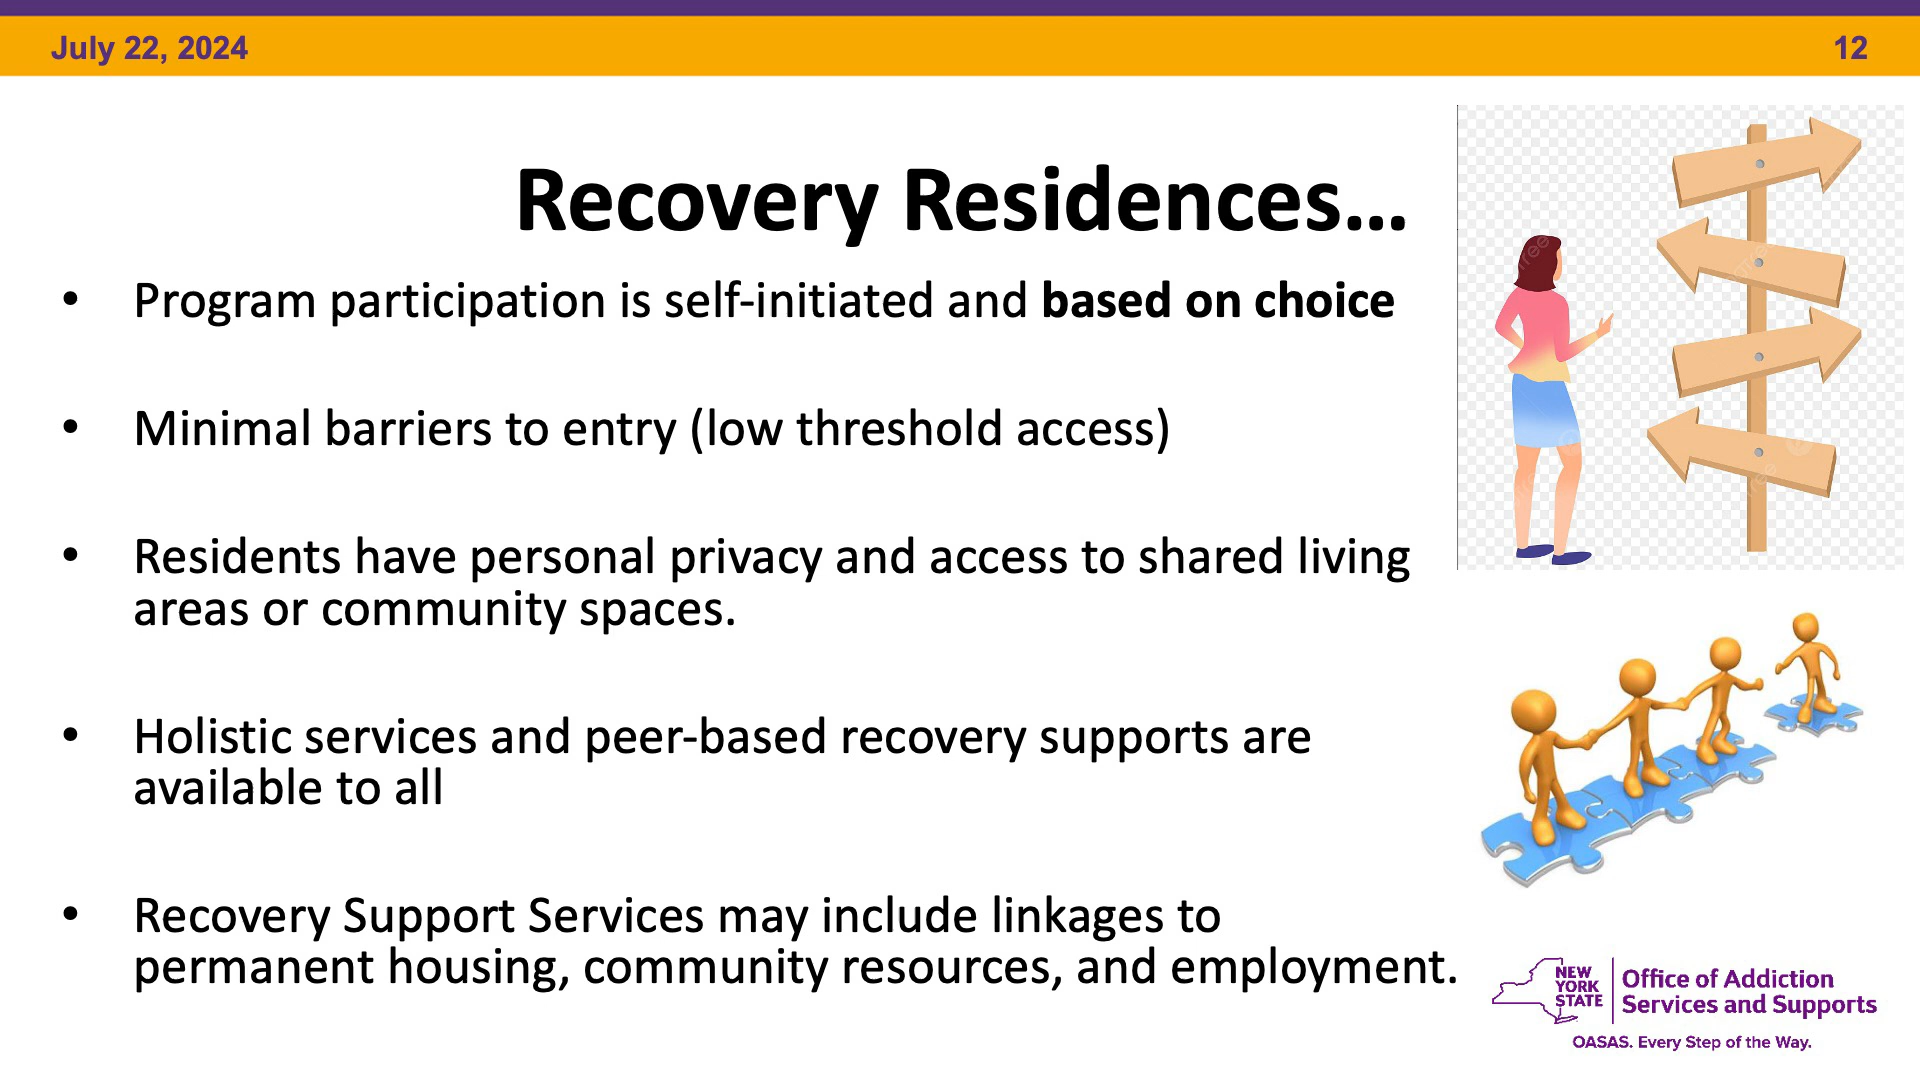 July 22, 2024
12
Recovery Residences...
• Program participation is self-initiated and based on choice
• Minimal barriers to entry (low threshold access)
• Residents have personal privacy and access to shared living
areas or community spaces.
• Holistic services and peer-based recovery supports are
available to all
• Recovery Support Services may include linkages to
permanent housing, community resources, and employment.
NEW
YORK
STATE
Office of Addiction
Services and Supports
OASAS. Every Step of the Way.